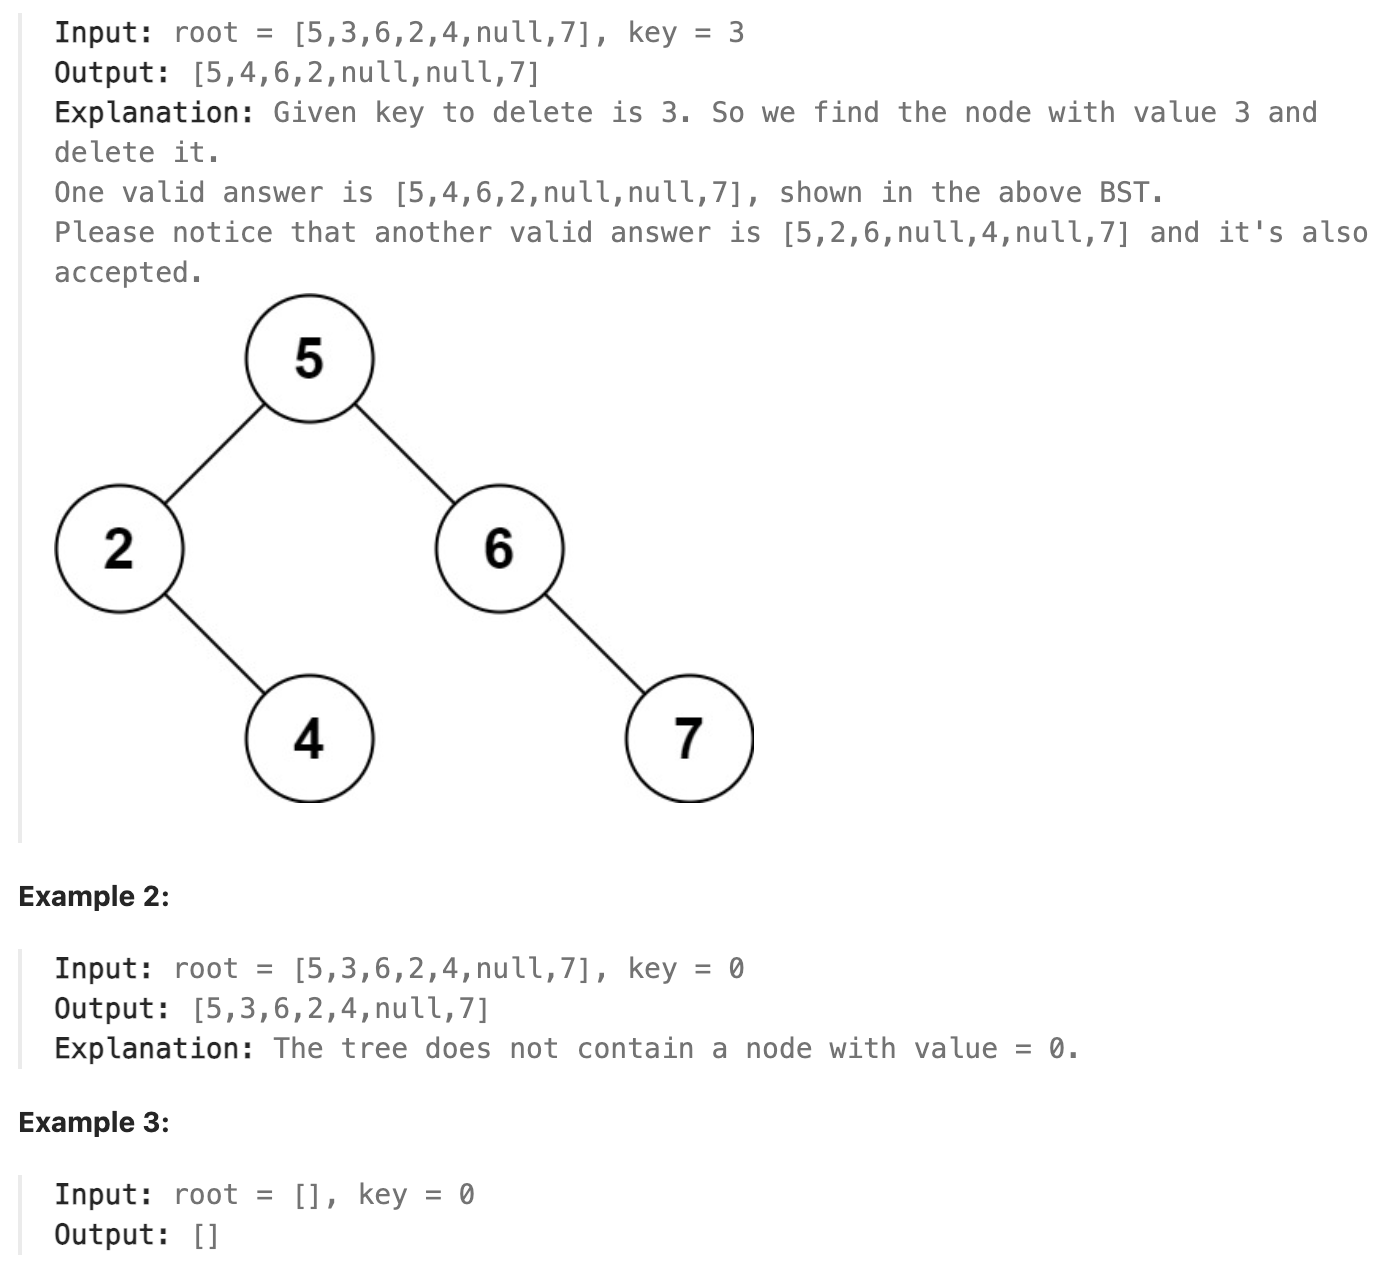 Input: root = [5,3,6,2,4,null,7], key = 3
Output: [5,4,6,2,null,null,7]
Explanation: Given key to delete is 3. So we find the node with value 3 and
delete it.
One valid answer is [5,4,6,2,null,null,7], shown in the above BST.
Please notice that another valid answer is [5,2,6,null,4,null,7] and it's also
accepted.
5
2 6
4 7
Example 2:
Input: root = [5,3,6,2,4,null,7], key = 0
Output: [5,3,6,2,4,null,7]
Explanation: The tree does not contain a node with value = 0.
Example 3:
Input: root = [], key = 0
Output: []